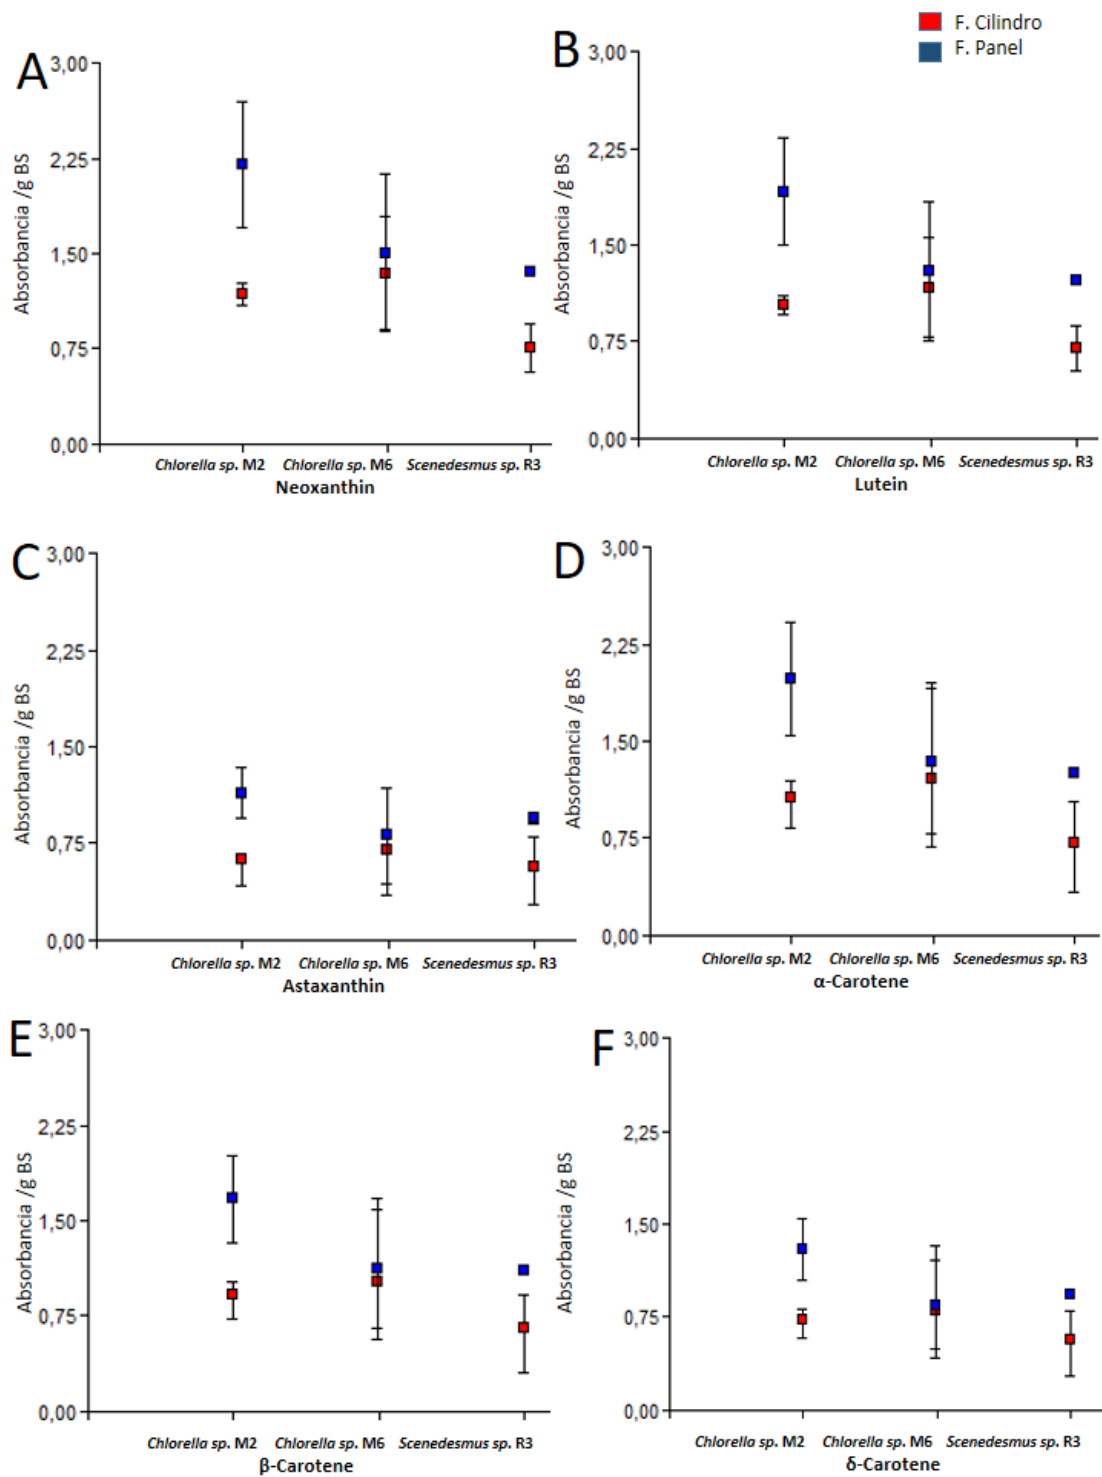 F. Cilindro
F. Panel
A
3,00
2,25
1,50
0,75
0,00
Absorbancia /g BS
Chlorella sp. M2
Chlorella sp. M6
Scenedesmus sp. R3
Neoxanthin
B
3,00
2,25
1,50
0,75
0,00
Absorbancia /g BS
Chlorella sp. M2
Chlorella sp. M6
Scenedesmus sp. R3
Lutein
C
3,00
2,25
1,50
0,75
0,00
Absorbancia /g BS
Chlorella sp. M2
Chlorella sp. M6
Scenedesmus sp. R3
Astaxanthin
D
3,00
2,25
1,50
0,75
0,00
Absorbancia /g BS
Chlorella sp. M2
Chlorella sp. M6
Scenedesmus sp. R3
α-Carotene
E
3,00
2,25
1,50
0,75
0,00
Absorbancia /g BS
Chlorella sp. M2
Chlorella sp. M6
Scenedesmus sp. R3
β-Carotene
F
3,00
2,25
1,50
0,75
0,00
Absorbancia /g BS
Chlorella sp. M2
Chlorella sp. M6
Scenedesmus sp. R3
δ-Carotene